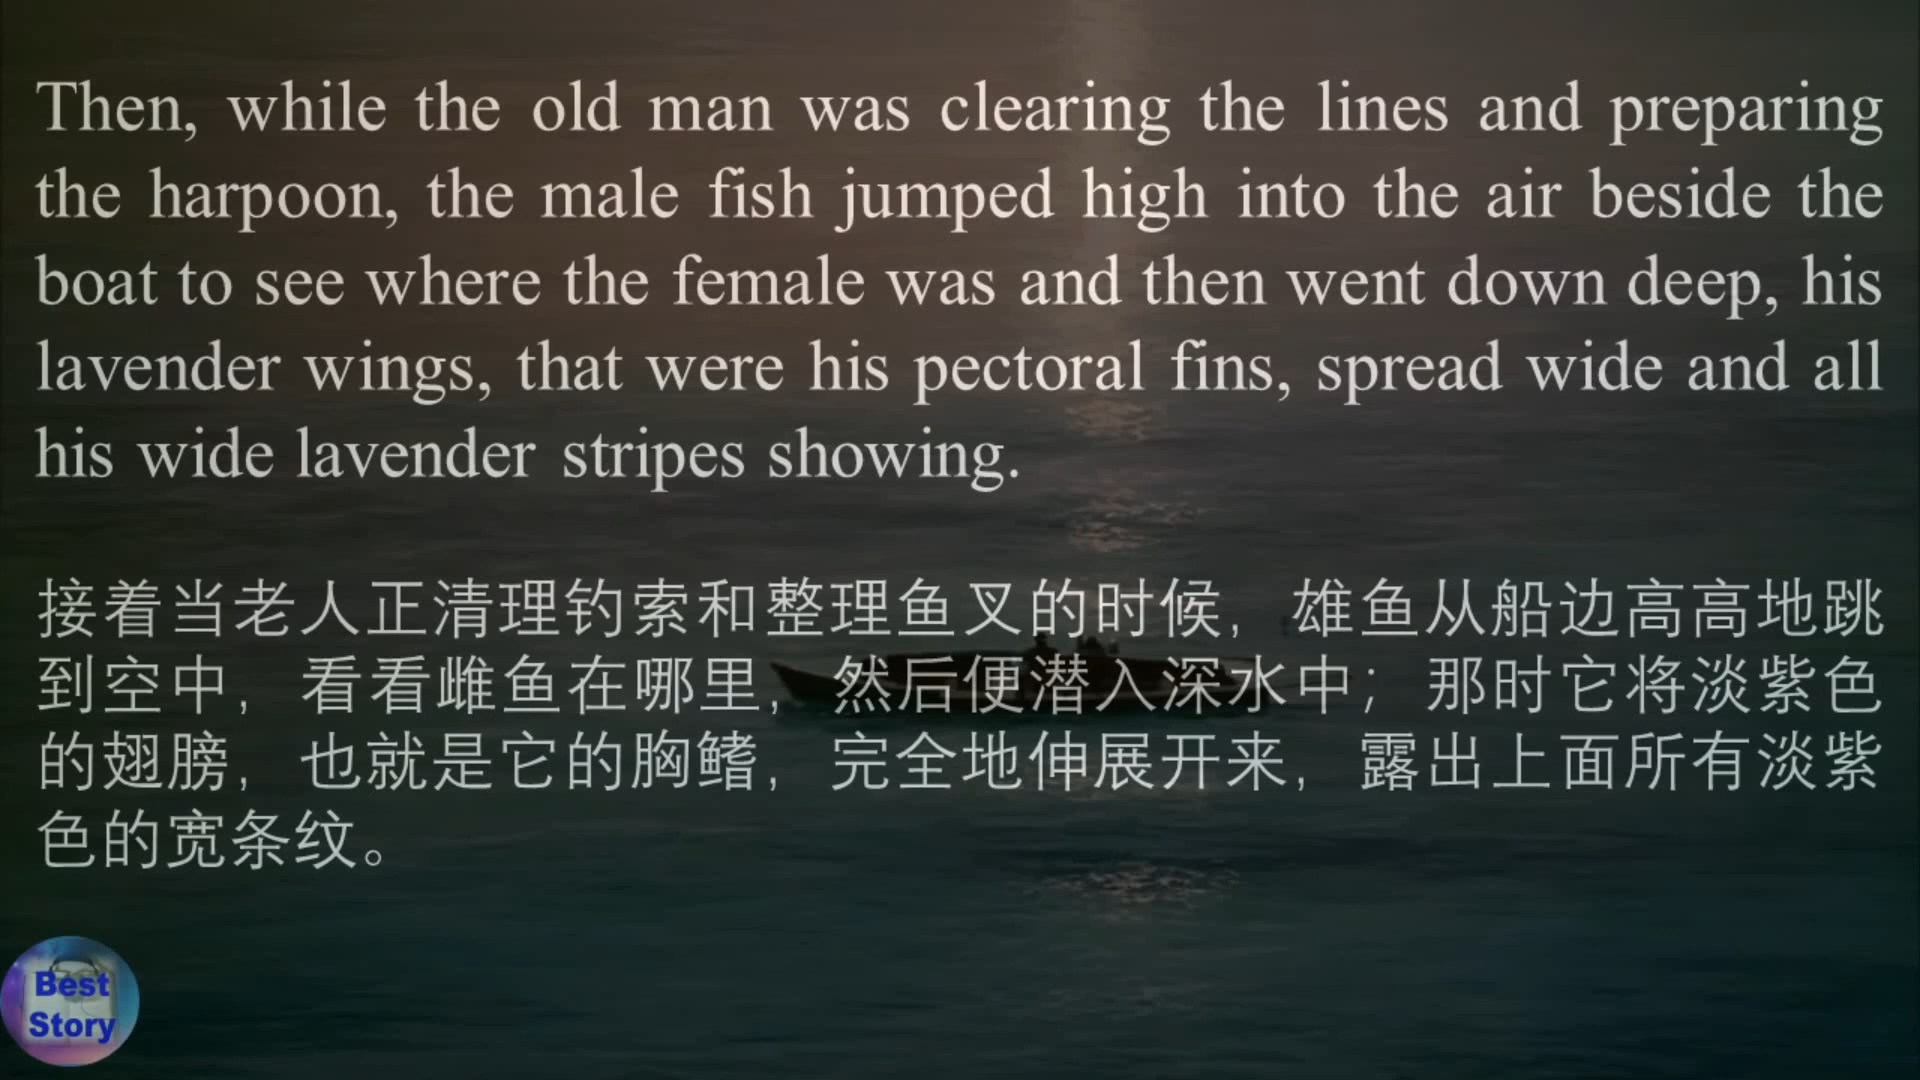 Then, while the old man was clearing the lines and preparing
the harpoon, the male fish jumped high into the air beside the
boat to see where the female was and then went down deep, his
lavender wings, that were his pectoral fins, spread wide and all
his wide lavender stripes showing.
接着当老人正清理钓索和整理鱼叉的时候，雄鱼从船边高高地跳
到空中，看看雌鱼在哪里，然后便潜入深水中；那时它将淡紫色
的翅膀，也就是它的胸鳍，完全地伸展开来，露出上面所有淡紫
色的宽条纹。
Best
Story